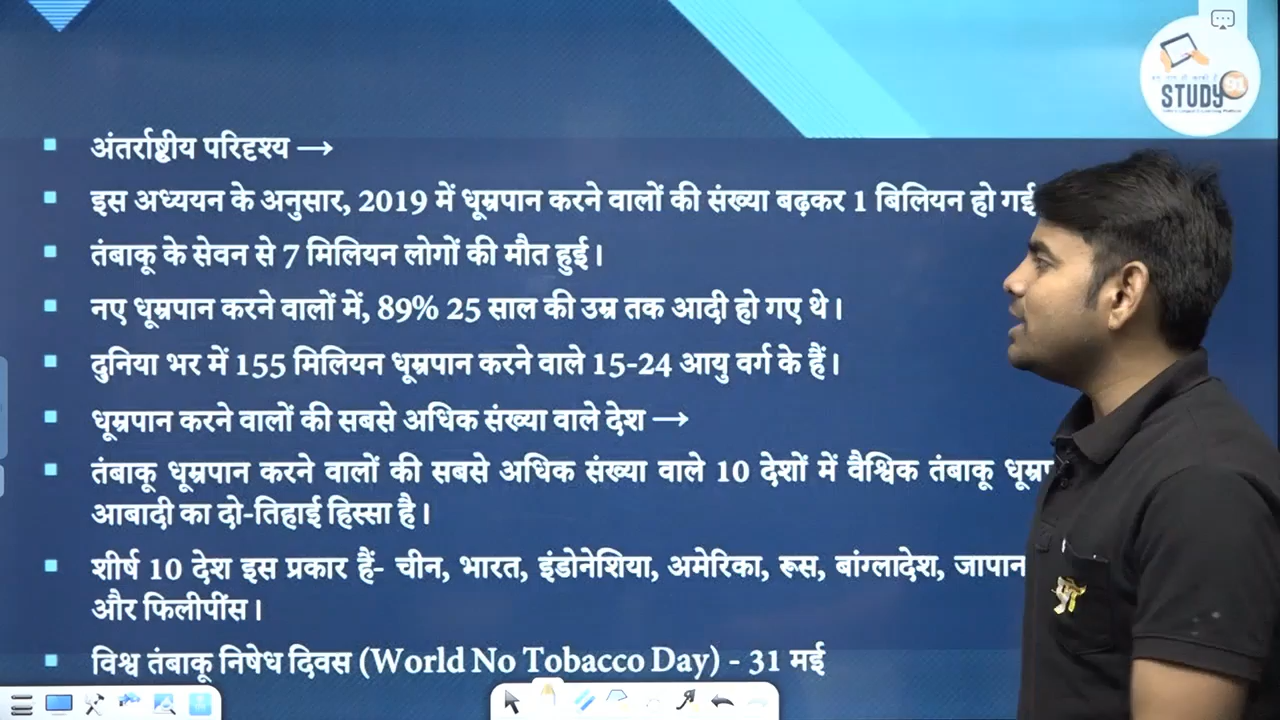 STUDY 91
अंतर्राष्ट्रीय परिदृश्य →
इस अध्ययन के अनुसार, 2019 में धूम्रपान करने वालों की संख्या बढ़कर 1 बिलियन हो गई
तंबाकू के सेवन से 7 मिलियन लोगों की मौत हुई।
नए धूम्रपान करने वालों में, 89% 25 साल की उम्र तक आदी हो गए थे।
दुनिया भर में 155 मिलियन धूम्रपान करने वाले 15-24 आयु वर्ग के हैं।
धूम्रपान करने वालों की सबसे अधिक संख्या वाले देश →
तंबाकू धूम्रपान करने वालों की सबसे अधिक संख्या वाले 10 देशों में वैश्विक तंबाकू
आबादी का दो-तिहाई हिस्सा है।
शीर्ष 10 देश इस प्रकार हैं- चीन, भारत, इंडोनेशिया, अमेरिका, रूस, बांग्लादेश, जापान
और फिलीपींस।
विश्व तंबाकू निषेध दिवस (World No Tobacco Day) - 31 मई